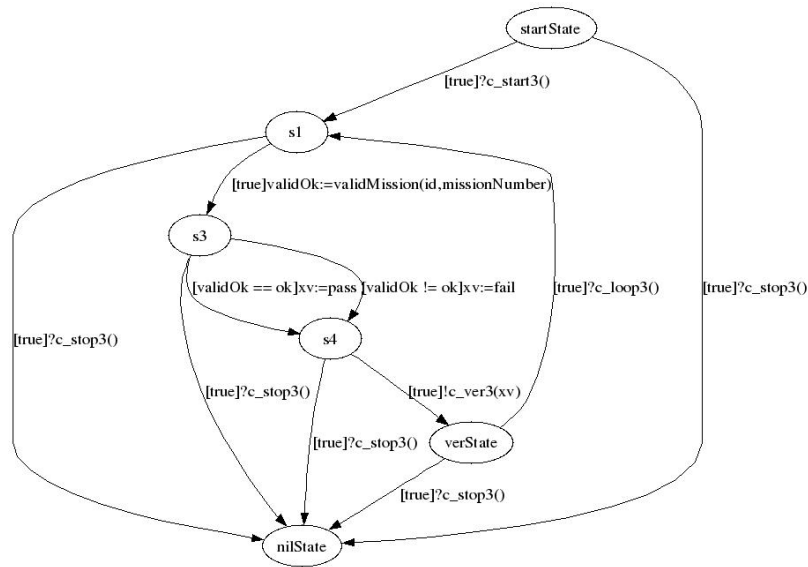 startState
[true]?c_start3()
s1
[true]validOk:=validMission(id,missionNumber)
s3
[validOk == ok]xv:=pass
[validOk != ok]xv:=fail
[true]?c_loop3()
[true]?c_stop3()
[true]?c_stop3()
s4
[true]?c_stop3()
[true]!c_ver3(xv)
[true]?c_stop3()
verState
[true]?c_stop3()
nilState